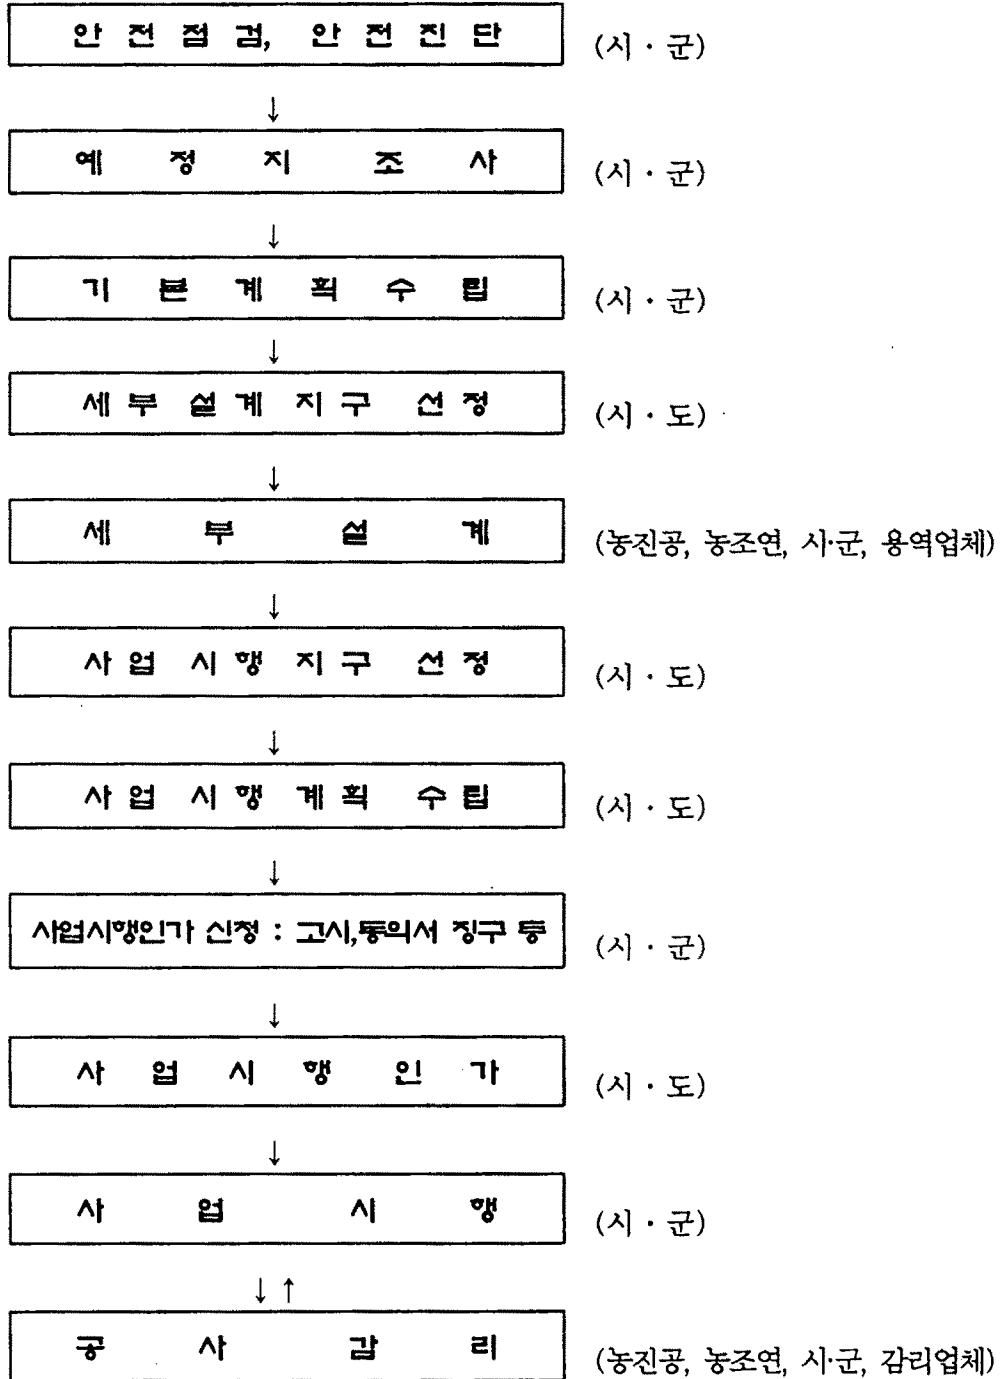 안전점검, 안전진단 (시 · 군)
↓
예정지조사 (시 · 군)
↓
기본계획수립 (시 · 군)
↓
세부설계지구 선정 (시 · 도)
↓
세부설계 (농진공, 농조연, 시·군, 용역업체)
↓
사업시행지구 선정 (시 · 도)
↓
사업시행계획 수립 (시 · 도)
↓
사업시행인가 신청 : 고시,동의서 징구 등 (시 · 군)
↓
사업시행인가 (시 · 도)
↓
사업시행 (시 · 군)
↓↑
공사감리 (농진공, 농조연, 시·군, 감리업체)